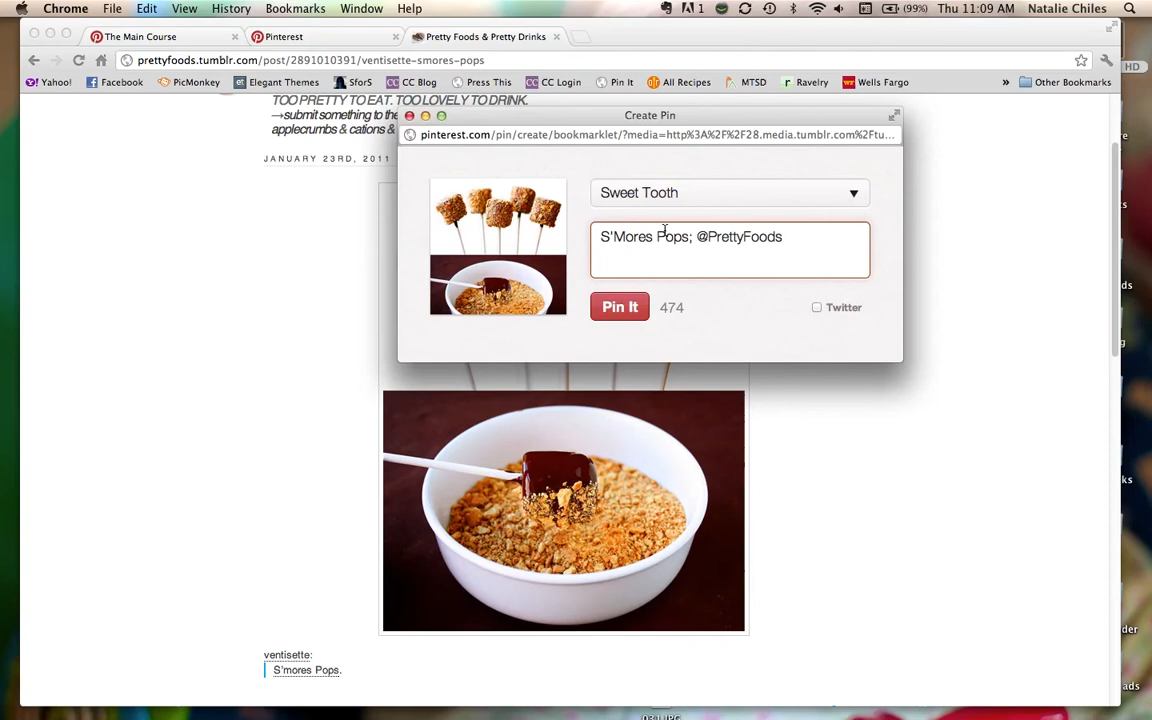 Chrome File Edit View History Bookmarks Window Help 1 (99%) Thu 11:09 AM Natalie Chiles
The Main Course × Pinterest × Pretty Foods & Pretty Drinks ×
prettyfoods.tumblr.com/post/2891010391/ventisette-smores-pops
Yahoo! Facebook PicMonkey Elegant Themes SforS CC Blog Press This CC Login Pin It All Recipes MTSD Ravelry Wells Fargo » Other Bookmarks
HD
TOO PRETTY TO EAT. TOO LOVELY TO DRINK.
→submit something to the
applecrumbs & cations &
JANUARY 23RD, 2011
Create Pin
pinterest.com/pin/create/bookmarklet/?media=http%3A%2F%2F28.media.tumblr.com%2Ftu...
Sweet Tooth ▼
S'Mores Pops; @PrettyFoods
Pin It 474 Twitter
ventisette:
S'mores Pops.